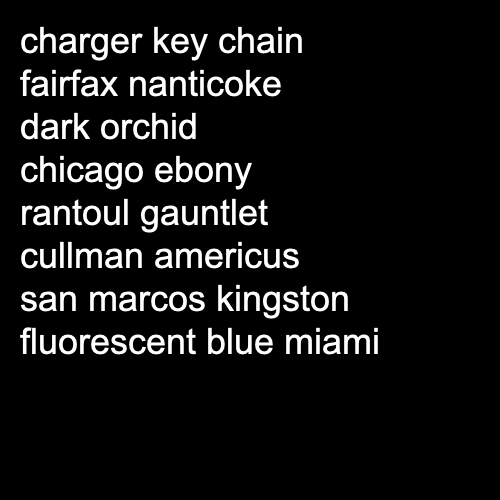 charger key chain
fairfax nanticoke
dark orchid
chicago ebony
rantoul gauntlet
cullman americus
san marcos kingston
fluorescent blue miami